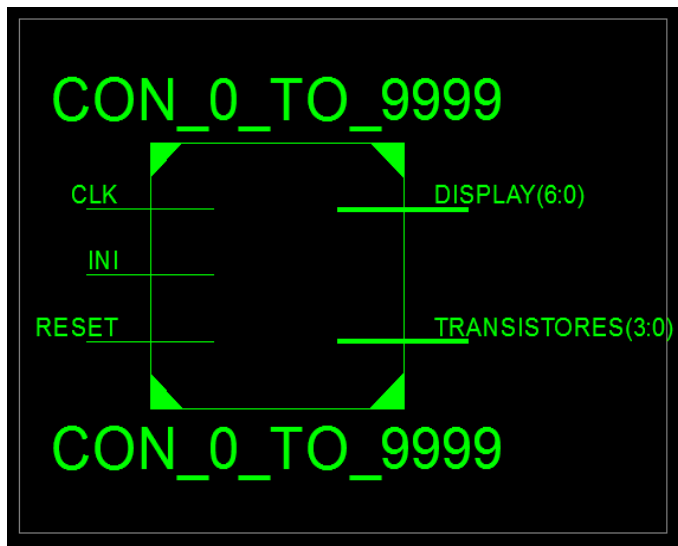 CON_0_TO_9999
CLK
DISPLAY(6:0)
INI
RESET
TRANSISTORES(3:0)
CON_0_TO_9999